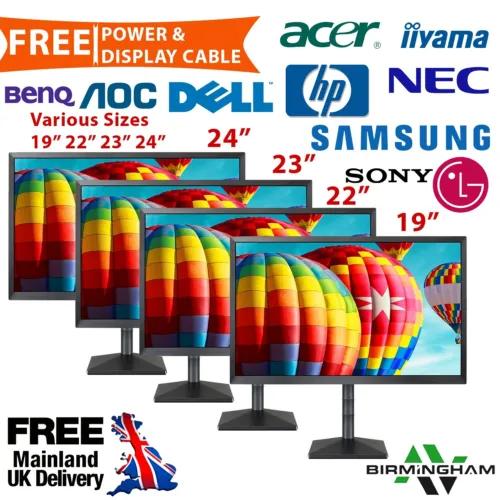 FREE POWER &
DISPLAY CABLE
acer iiyama
BenQ AOC DELL hp NEC
SAMSUNG
SONY LG
Various Sizes
19” 22” 23” 24”
24”
23”
22”
19”
FREE
Mainland
UK Delivery
AV
BIRMINGHAM